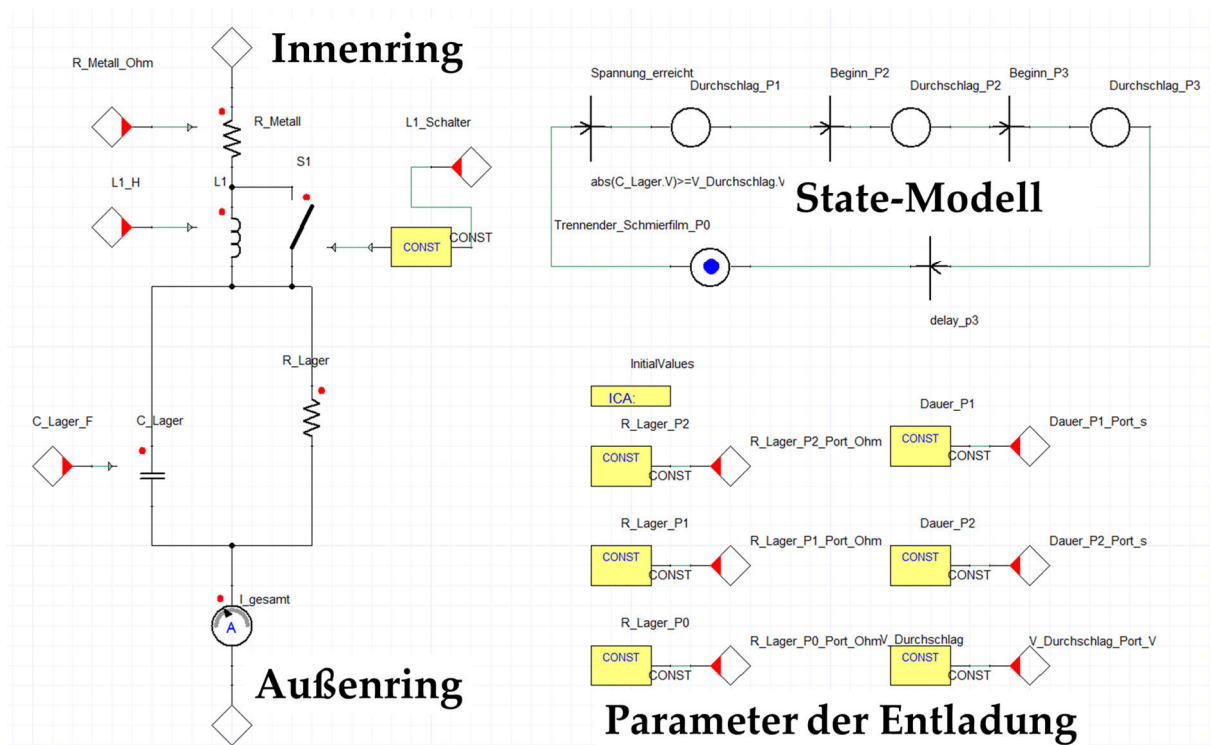 Innenring
R_Metall_Ohm
R_Metall
L1_Schalter
S1
L1_H
L1
CONST
CONST
R_Lager
C_Lager_F
C_Lager
I_gesamt
A
Außenring
Spannung_erreicht
Durchschlag_P1
Beginn_P2
Durchschlag_P2
Beginn_P3
Durchschlag_P3
abs(C_Lager.V)>=V_Durchschlag.V
State-Modell
Trennender_Schmierfilm_P0
delay_p3
InitialValues
ICA:
R_Lager_P2
CONST
CONST
R_Lager_P2_Port_Ohm
Dauer_P1
CONST
CONST
Dauer_P1_Port_s
R_Lager_P1
CONST
CONST
R_Lager_P1_Port_Ohm
Dauer_P2
CONST
CONST
Dauer_P2_Port_s
R_Lager_P0
CONST
CONST
R_Lager_P0_Port_Ohm
V_Durchschlag
CONST
CONST
V_Durchschlag_Port_V
Parameter der Entladung